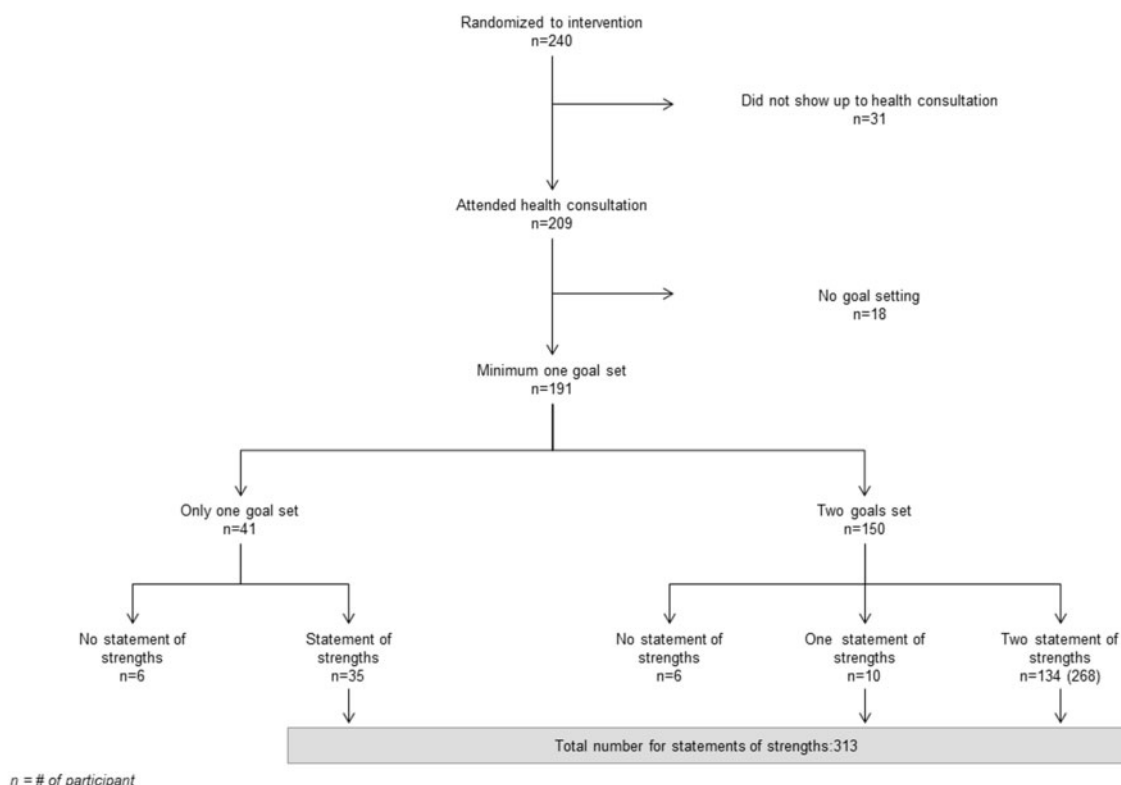 Randomized to intervention
n=240
Did not show up to health consultation
n=31
Attended health consultation
n=209
No goal setting
n=18
Minimum one goal set
n=191
Only one goal set
n=41
Two goals set
n=150
No statement of
strengths
n=6
Statement of
strengths
n=35
No statement of
strengths
n=6
One statement of
strengths
n=10
Two statement of
strengths
n=134 (268)
Total number for statements of strengths:313
n = # of participant